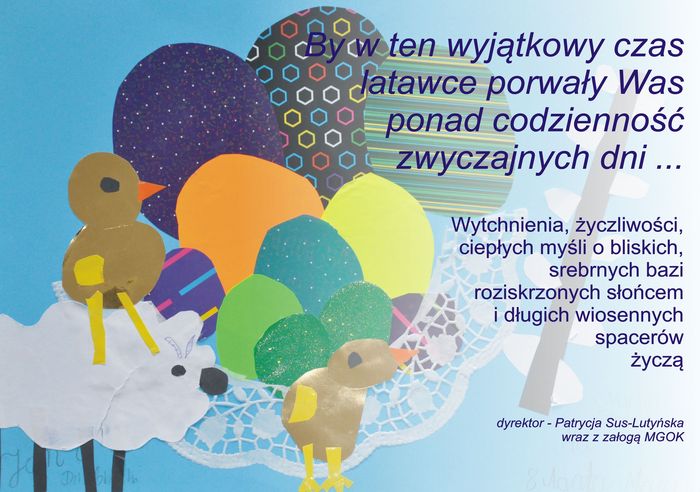 By w ten wyjątkowy czas
latawce porwały Was
ponad codzienność
zwyczajnych dni ...
Wytchnienia, życzliwości,
ciepłych myśli o bliskich,
srebrnych bazi
roziskrzonych słońcem
i długich wiosennych
spacerów
życzą
dyrektor - Patrycja Sus-Lutyńska
wraz z załogą MGOK